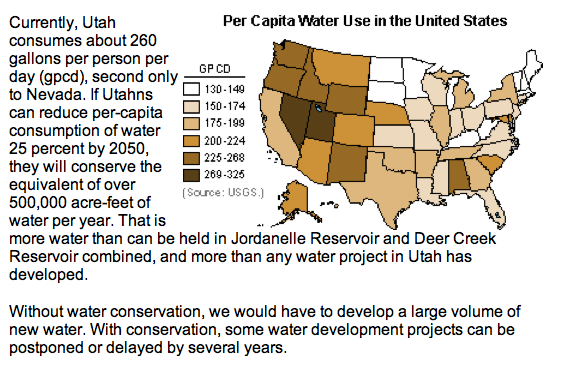 Currently, Utah
consumes about 260
gallons per person per
day (gpcd), second only
to Nevada. If Utahns
can reduce per-capita
consumption of water
25 percent by 2050,
they will conserve the
equivalent of over
500,000 acre-feet of
water per year. That is
more water than can be held in Jordanelle Reservoir and Deer Creek
Reservoir combined, and more than any water project in Utah has
developed.
Without water conservation, we would have to develop a large volume of
new water. With conservation, some water development projects can be
postponed or delayed by several years.
Per Capita Water Use in the United States
GPCD
130-149
150-174
175-199
200-224
225-268
269-325
(Source: USGS.)